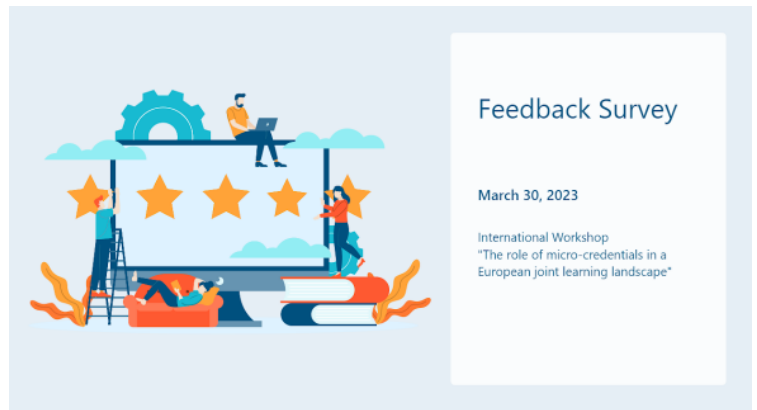 Feedback Survey
March 30, 2023
International Workshop
"The role of micro-credentials in a
European joint learning landscape"